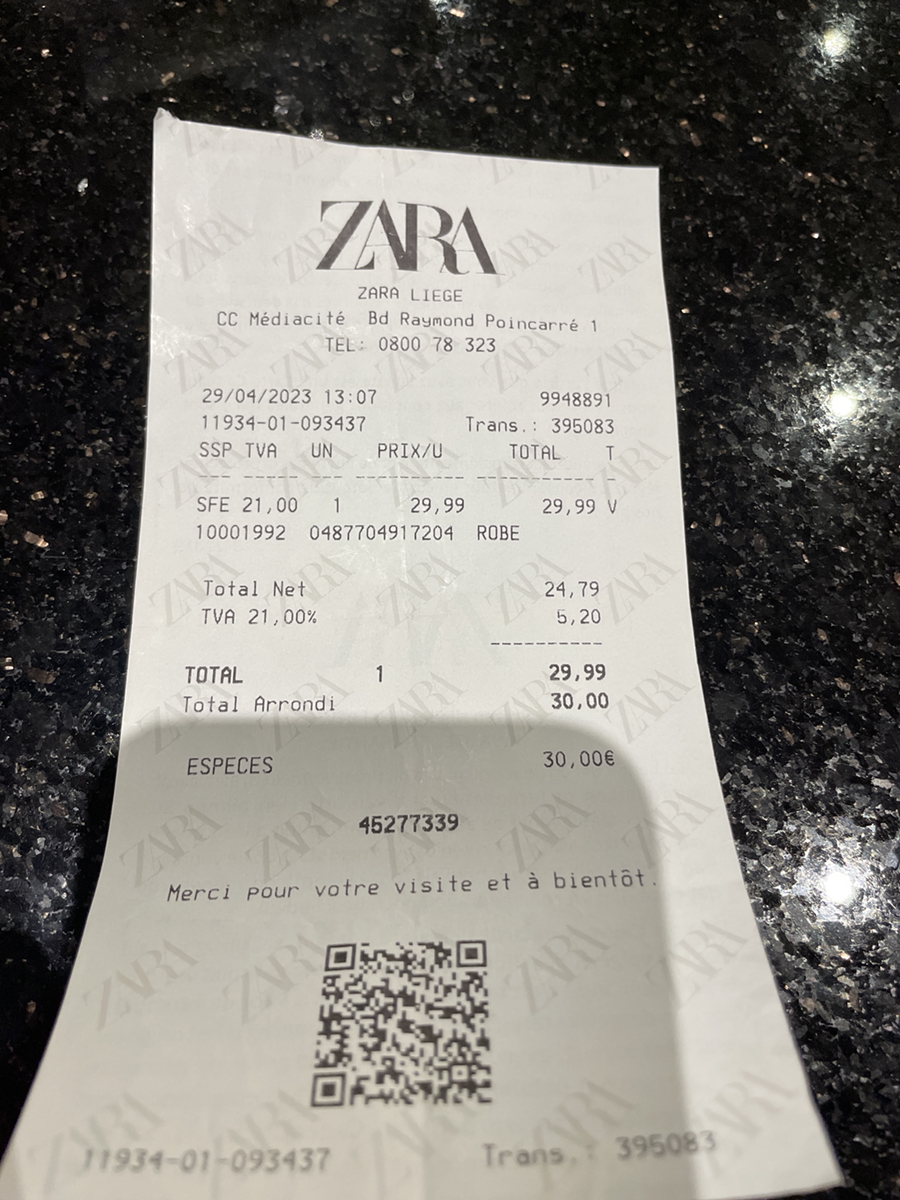 ZARA
ZARA LIEGE
CC Médiacité Bd Raymond Poincarré 1
TEL: 0800 78 323
29/04/2023 13:07 9948891
11934-01-093437 Trans.: 395083
SSP TVA UN PRIX/U TOTAL T
--- ------ --- ----------- ------------ -
SFE 21,00 1 29,99 29,99 V
10001992 0487704917204 ROBE
Total Net 24,79
TVA 21,00% 5,20
-----------
TOTAL 1 29,99
Total Arrondi 30,00
ESPECES 30,00€
45277339
Merci pour votre visite et à bientôt.
11934-01-093437 Trans.: 395083